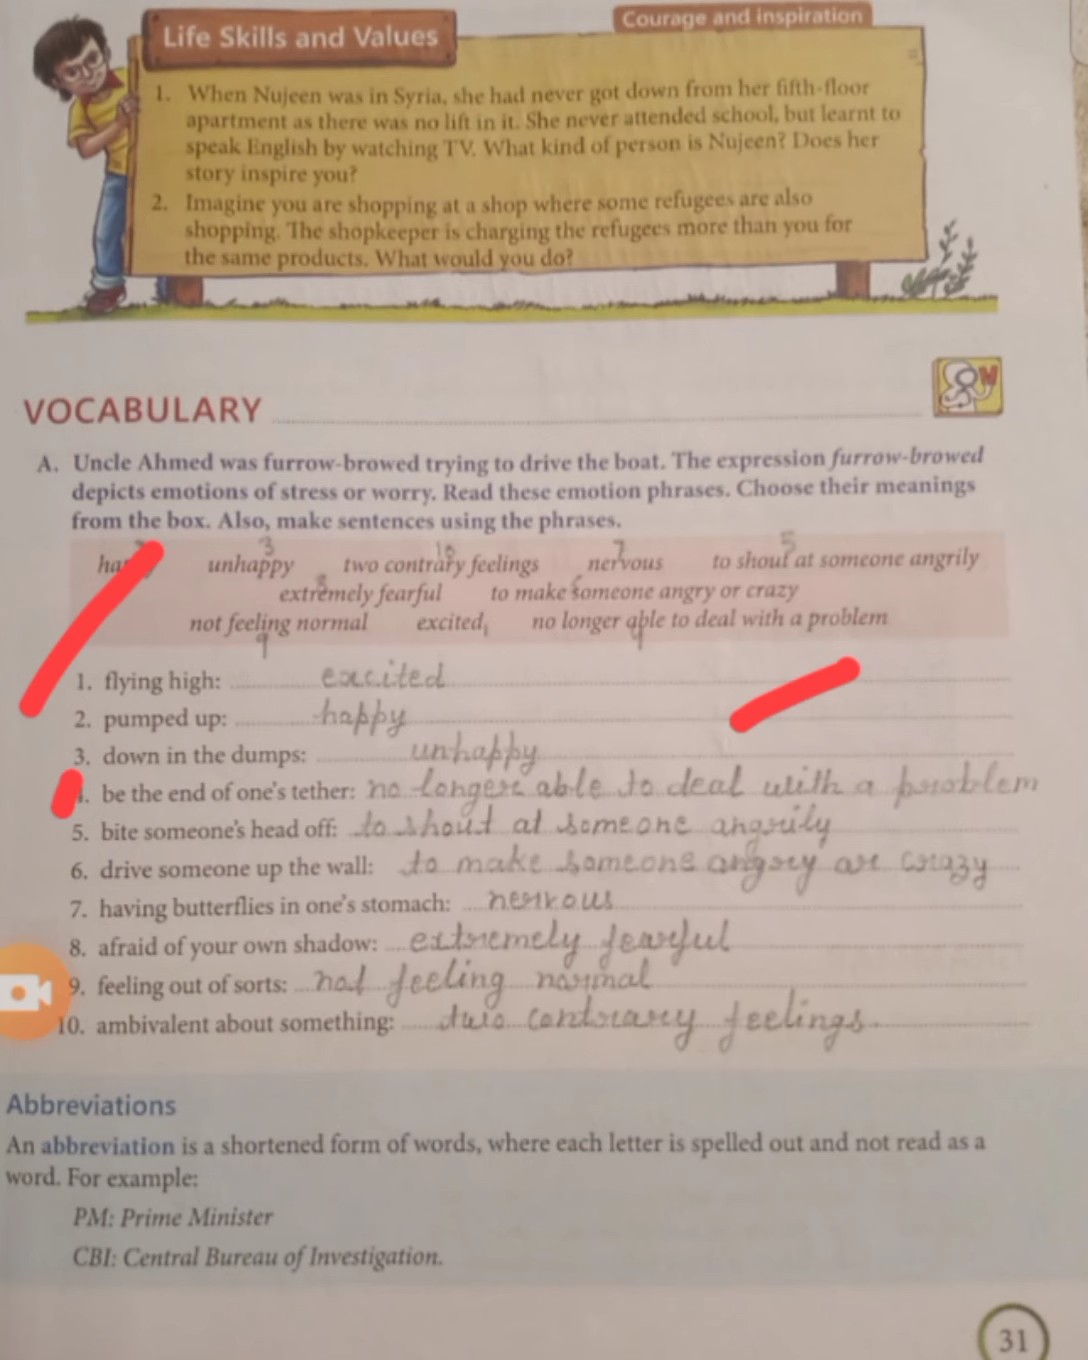 Courage and inspiration
Life Skills and Values
1. When Nujeen was in Syria, she had never got down from her fifth-floor
apartment as there was no lift in it. She never attended school, but learnt to
speak English by watching TV. What kind of person is Nujeen? Does her
story inspire you?
2. Imagine you are shopping at a shop where some refugees are also
shopping. The shopkeeper is charging the refugees more than you for
the same products. What would you do?
VOCABULARY
A. Uncle Ahmed was furrow-browed trying to drive the boat. The expression furrow-browed
depicts emotions of stress or worry. Read these emotion phrases. Choose their meanings
from the box. Also, make sentences using the phrases.
3 10 7 5
unhappy two contrary feelings nervous to shout at someone angrily
8 6
extremely fearful to make someone angry or crazy
not feeling normal excited 1 no longer able to deal with a problem
9
1. flying high: excited
2. pumped up: happy
3. down in the dumps: unhappy
be the end of one's tether: no longer able to deal with a problem
5. bite someone's head off: to shout at someone angrily
6. drive someone up the wall: to make someone angry or crazy
7. having butterflies in one's stomach: nervous
8. afraid of your own shadow: extremely fearful
9. feeling out of sorts: not feeling normal
10. ambivalent about something: two contrary feelings.
Abbreviations
An abbreviation is a shortened form of words, where each letter is spelled out and not read as a
word. For example:
PM: Prime Minister
CBI: Central Bureau of Investigation.
31